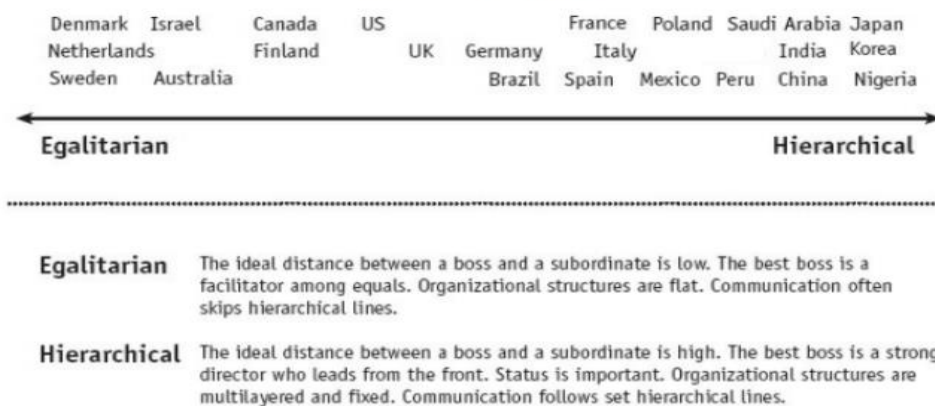 Denmark Israel Canada US France Poland Saudi Arabia Japan
Netherlands Finland UK Germany Italy India Korea
Sweden Australia Brazil Spain Mexico Peru China Nigeria
Egalitarian Hierarchical
Egalitarian The ideal distance between a boss and a subordinate is low. The best boss is a
facilitator among equals. Organizational structures are flat. Communication often
skips hierarchical lines.
Hierarchical The ideal distance between a boss and a subordinate is high. The best boss is a strong
director who leads from the front. Status is important. Organizational structures are
multilayered and fixed. Communication follows set hierarchical lines.